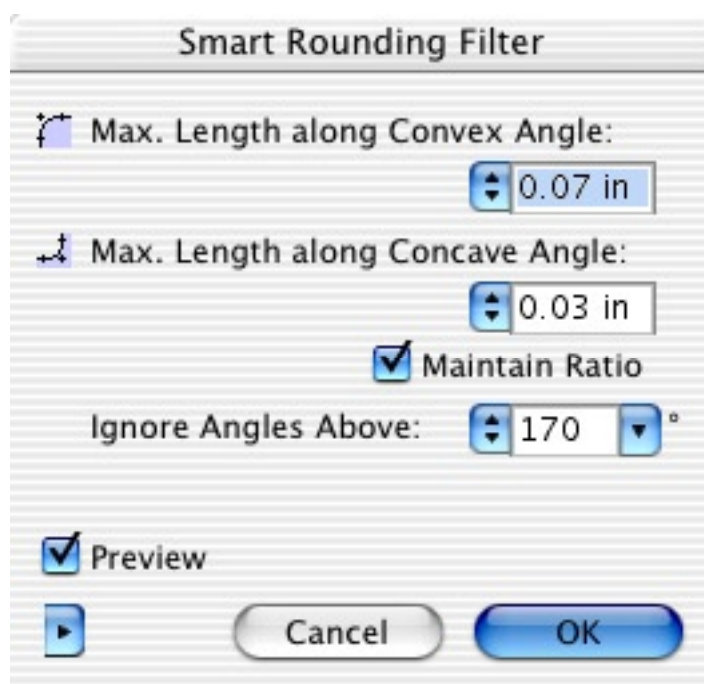 Smart Rounding Filter
Max. Length along Convex Angle:
0.07 in
Max. Length along Concave Angle:
0.03 in
Maintain Ratio
Ignore Angles Above: 170 °
Preview
Cancel OK